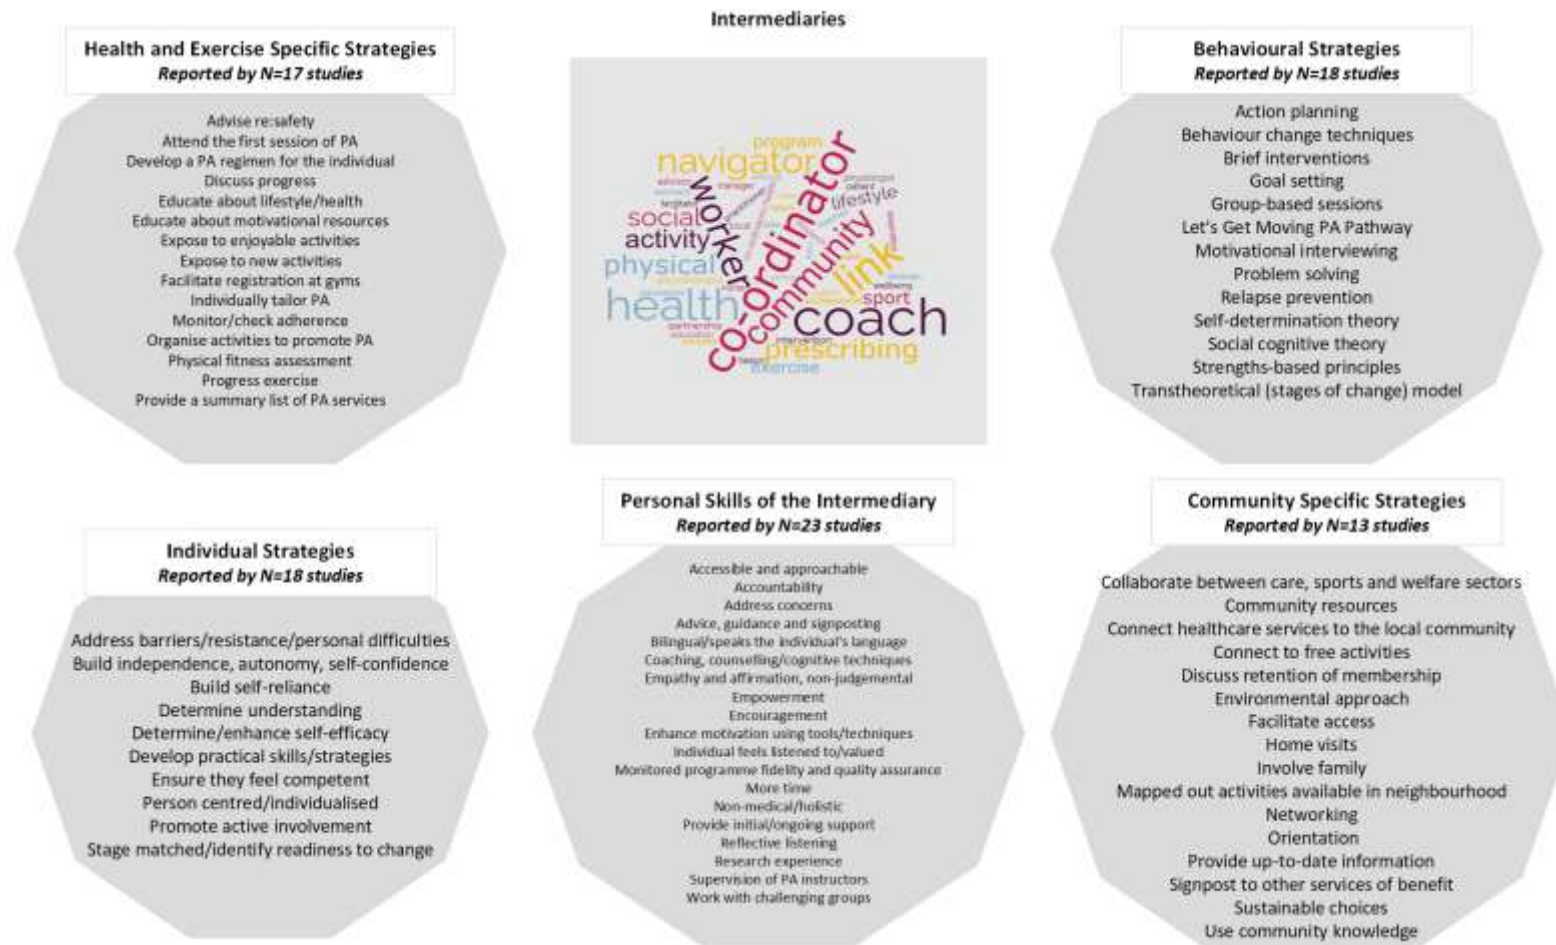 Intermediaries
Health and Exercise Specific Strategies
Reported by N=17 studies
Advise re:safety
Attend the first session of PA
Develop a PA regimen for the individual
Discuss progress
Educate about lifestyle/health
Educate about motivational resources
Expose to enjoyable activities
Expose to new activities
Facilitate registration at gyms
Individually tailor PA
Monitor/check adherence
Organise activities to promote PA
Physical fitness assessment
Progress exercise
Provide a summary list of PA services
program
navigator
co-ordinator
worker
manager
lifestyle
social
activity
community
physical
link
health
wellbeing
sport
coach
partnership
education
intervention
prescribing
exercise
Behavioural Strategies
Reported by N=18 studies
Action planning
Behaviour change techniques
Brief interventions
Goal setting
Group-based sessions
Let's Get Moving PA Pathway
Motivational interviewing
Problem solving
Relapse prevention
Self-determination theory
Social cognitive theory
Strengths-based principles
Transtheoretical (stages of change) model
Individual Strategies
Reported by N=18 studies
Address barriers/resistance/personal difficulties
Build independence, autonomy, self-confidence
Build self-reliance
Determine understanding
Determine/enhance self-efficacy
Develop practical skills/strategies
Ensure they feel competent
Person centred/individualised
Promote active involvement
Stage matched/identify readiness to change
Personal Skills of the Intermediary
Reported by N=23 studies
Accessible and approachable
Accountability
Address concerns
Advice, guidance and signposting
Bilingual/speaks the individual's language
Coaching, counselling/cognitive techniques
Empathy and affirmation, non-judgemental
Empowerment
Encouragement
Enhance motivation using tools/techniques
Individual feels listened to/valued
Monitored programme fidelity and quality assurance
More time
Non-medical/holistic
Provide initial/ongoing support
Reflective listening
Research experience
Supervision of PA instructors
Work with challenging groups
Community Specific Strategies
Reported by N=13 studies
Collaborate between care, sports and welfare sectors
Community resources
Connect healthcare services to the local community
Connect to free activities
Discuss retention of membership
Environmental approach
Facilitate access
Home visits
Involve family
Mapped out activities available in neighbourhood
Networking
Orientation
Provide up-to-date information
Signpost to other services of benefit
Sustainable choices
Use community knowledge